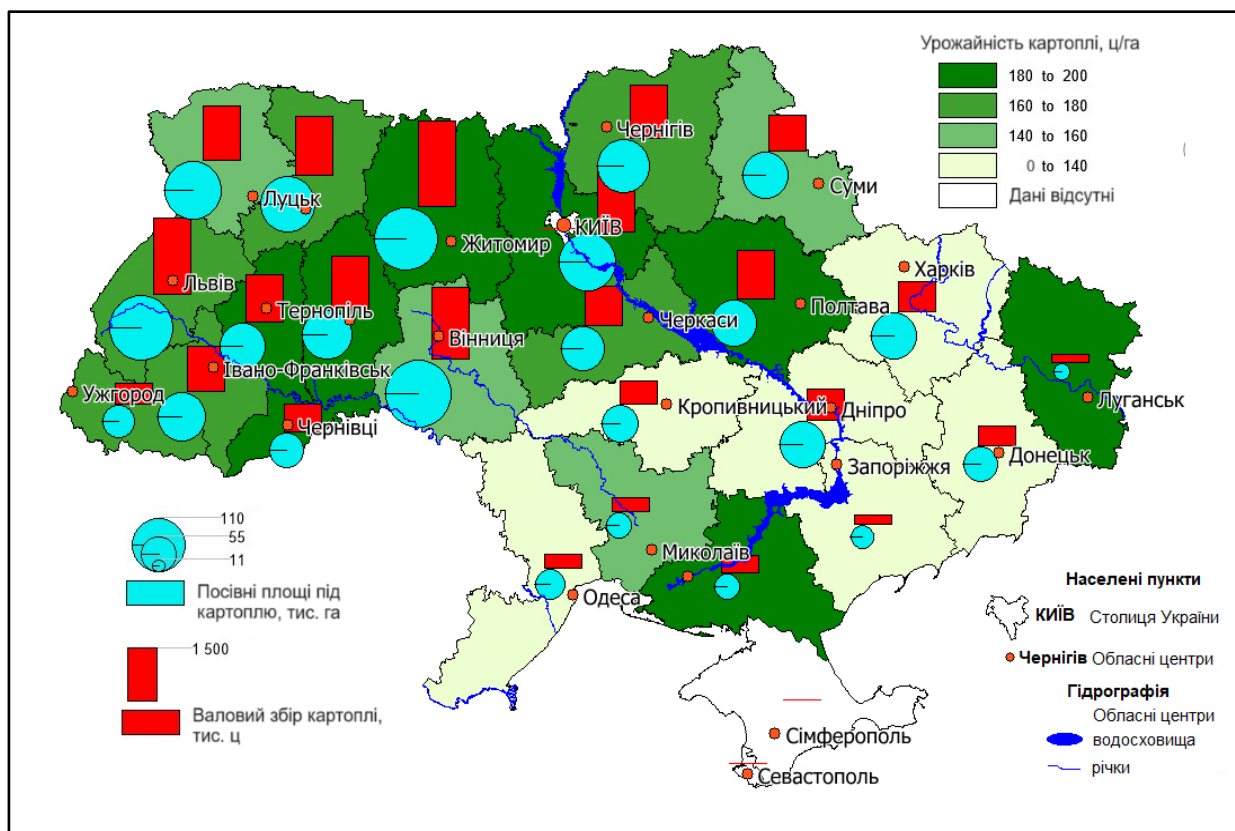 Урожайність картоплі, ц/га
180 to 200
160 to 180
140 to 160
0 to 140
Дані відсутні
Чернігів
Суми
Луцьк
КИЇВ
Житомир
Харків
Львів
Тернопіль
Полтава
Черкаси
Вінниця
Івано-Франківськ
Ужгород
Луганськ
Кропивницький
Дніпро
Чернівці
Донецьк
Запоріжжя
Миколаїв
Одеса
Сімферополь
Севастополь
110
55
11
Посівні площі під
картоплю, тис. га
1 500
Валовий збір картоплі,
тис. ц
Населені пункти
КИЇВ Столиця України
Чернігів Обласні центри
Гідрографія
Обласні центри
водосховища
річки